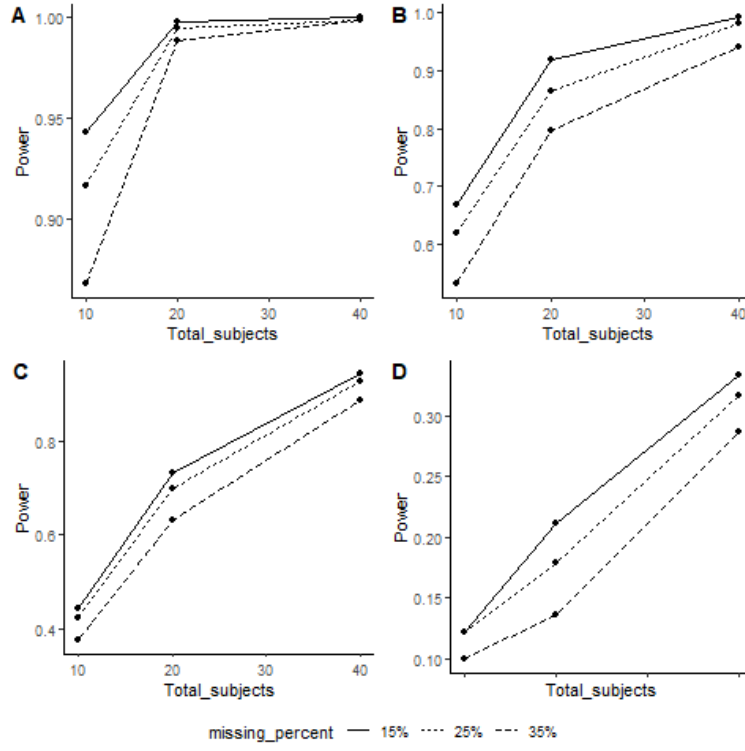 A
Power
1.00
0.95
0.90
10 20 30 40
Total_subjects
B
Power
1.0
0.9
0.8
0.7
0.6
10 20 30 40
Total_subjects
C
Power
0.8
0.6
0.4
10 20 30 40
Total_subjects
D
Power
0.30
0.25
0.20
0.15
0.10
Total_subjects
missing_percent 15% 25% 35%